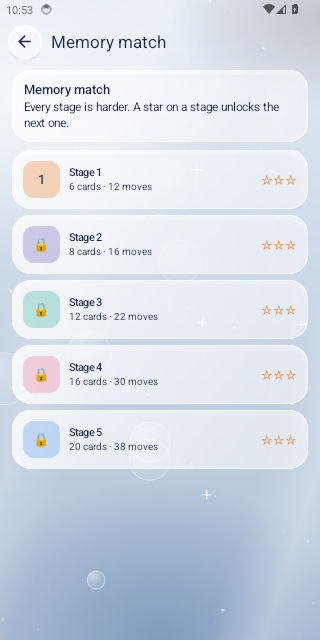 10:53
Memory match
Memory match
Every stage is harder. A star on a stage unlocks the
next one.
1
Stage 1
6 cards · 12 moves
☆☆☆
Stage 2
8 cards · 16 moves
☆☆☆
Stage 3
12 cards · 22 moves
☆☆☆
Stage 4
16 cards · 30 moves
☆☆☆
Stage 5
20 cards · 38 moves
☆☆☆